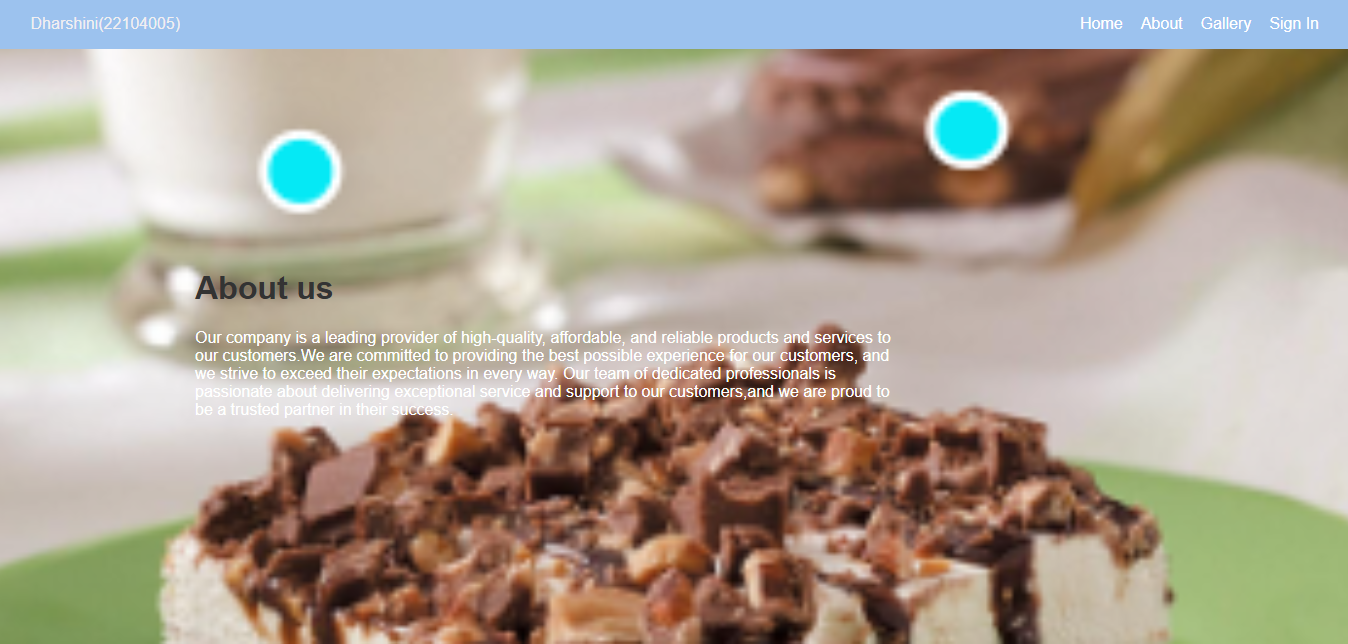 Dharshini(22104005)
Home About Gallery Sign In
About us
Our company is a leading provider of high-quality, affordable, and reliable products and services to
our customers.We are committed to providing the best possible experience for our customers, and
we strive to exceed their expectations in every way. Our team of dedicated professionals is
passionate about delivering exceptional service and support to our customers,and we are proud to
be a trusted partner in their success.